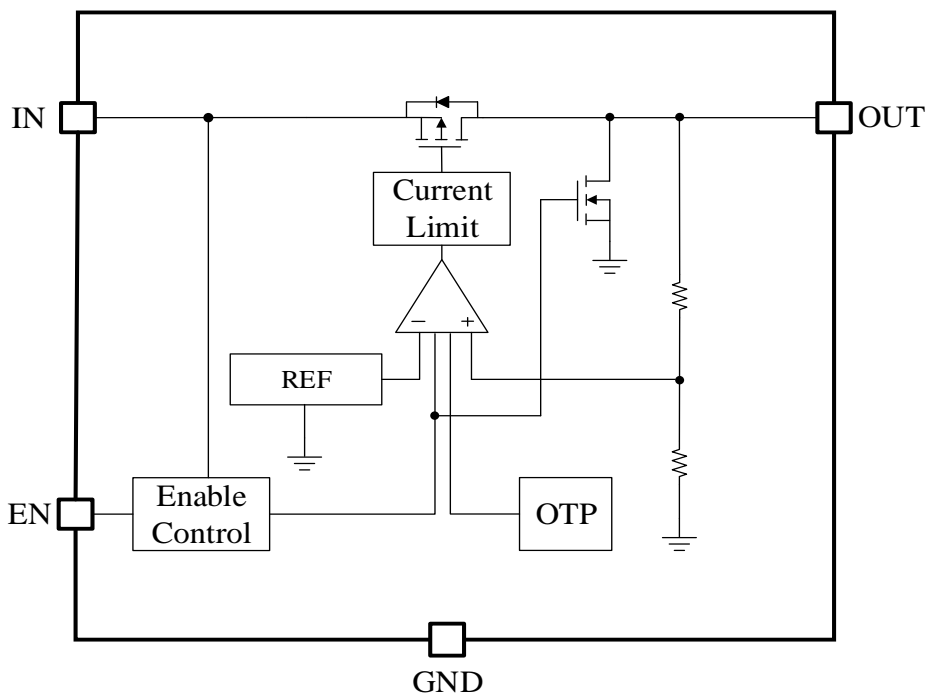 IN
OUT
Current
Limit
− +
REF
EN
Enable
Control
OTP
GND